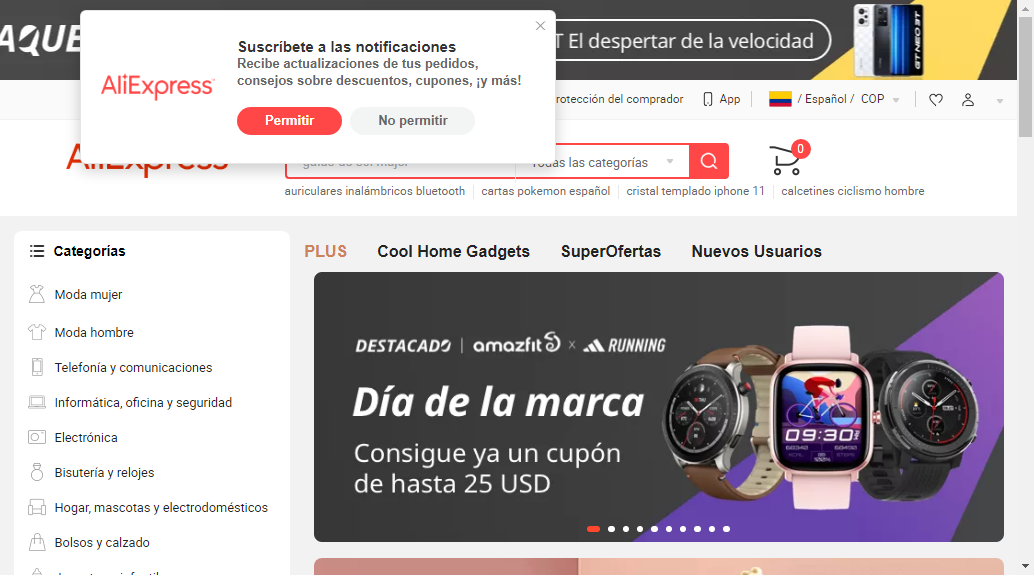 AQUE
T El despertar de la velocidad
GT NEO 3T
AliExpress
Suscríbete a las notificaciones
Recibe actualizaciones de tus pedidos,
consejos sobre descuentos, cupones, ¡y más!
Permitir
No permitir
rotección del comprador
App
/ Español /
COP
AliExpress
Todas las categorías
0
auriculares inalámbricos bluetooth
cartas pokemon español
cristal templado iphone 11
calcetines ciclismo hombre
Categorías
PLUS
Cool Home Gadgets
SuperOfertas
Nuevos Usuarios
Moda mujer
Moda hombre
Telefonía y comunicaciones
Informática, oficina y seguridad
Electrónica
Bisutería y relojes
Hogar, mascotas y electrodomésticos
Bolsos y calzado
DESTACADO | amazfit x RUNNING
Día de la marca
Consigue ya un cupón
de hasta 25 USD
09:30